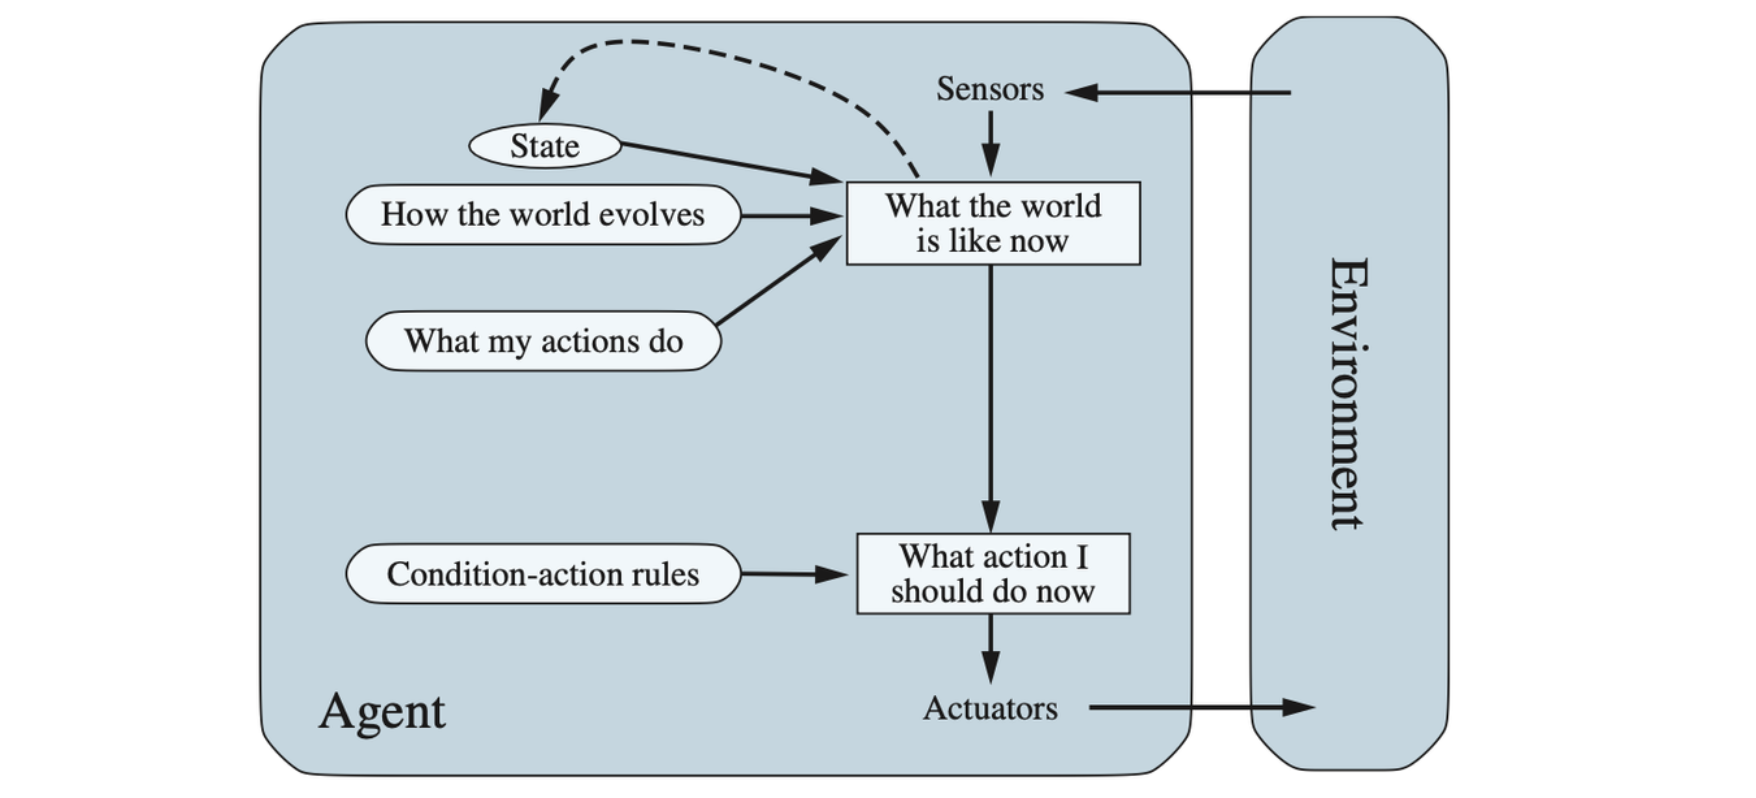 Sensors
State
How the world evolves
What the world
is like now
What my actions do
Environment
Condition-action rules
What action I
should do now
Agent
Actuators